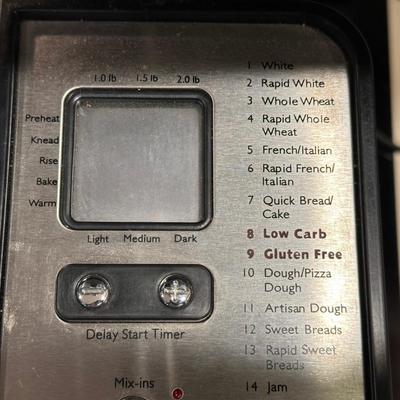 1.0 lb 1.5 lb 2.0 lb
Preheat
Knead
Rise
Bake
Warm
Light Medium Dark
Delay Start Timer
Mix-ins
1 White
2 Rapid White
3 Whole Wheat
4 Rapid Whole
Wheat
5 French/Italian
6 Rapid French/
Italian
7 Quick Bread/
Cake
8 Low Carb
9 Gluten Free
10 Dough/Pizza
Dough
11 Artisan Dough
12 Sweet Breads
13 Rapid Sweet
Breads
14 Jam